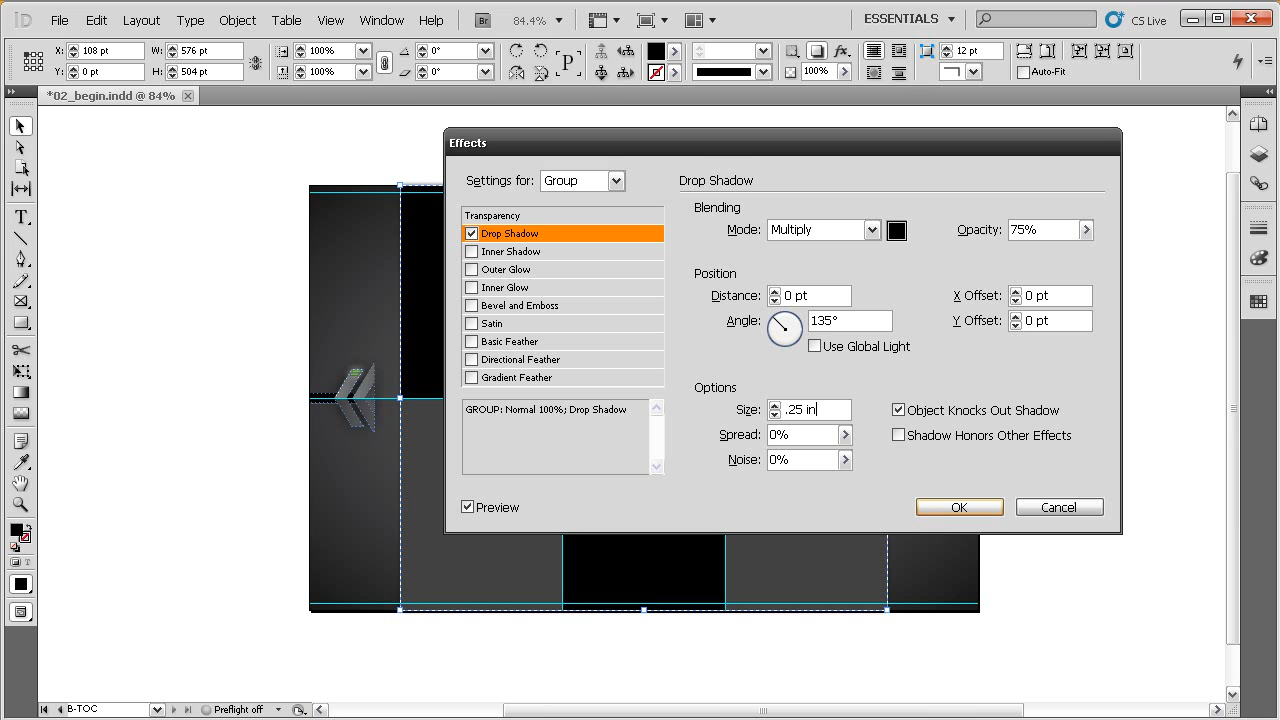 ID File Edit Layout Type Object Table View Window Help Br 84.4% ESSENTIALS CS Live
X: 108 pt W: 576 pt 100% 0° P 12 pt
Y: 0 pt H: 504 pt 100% 0° 100% Auto-Fit
*02_begin.indd @ 84%
Effects
Settings for: Group
Transparency
Drop Shadow
Inner Shadow
Outer Glow
Inner Glow
Bevel and Emboss
Satin
Basic Feather
Directional Feather
Gradient Feather
GROUP: Normal 100%; Drop Shadow
Preview
Drop Shadow
Blending
Mode: Multiply Opacity: 75%
Position
Distance: 0 pt X Offset: 0 pt
Angle: 135° Y Offset: 0 pt
Use Global Light
Options
Size: .25 in Object Knocks Out Shadow
Spread: 0% Shadow Honors Other Effects
Noise: 0%
OK Cancel
B-TOC Preflight off